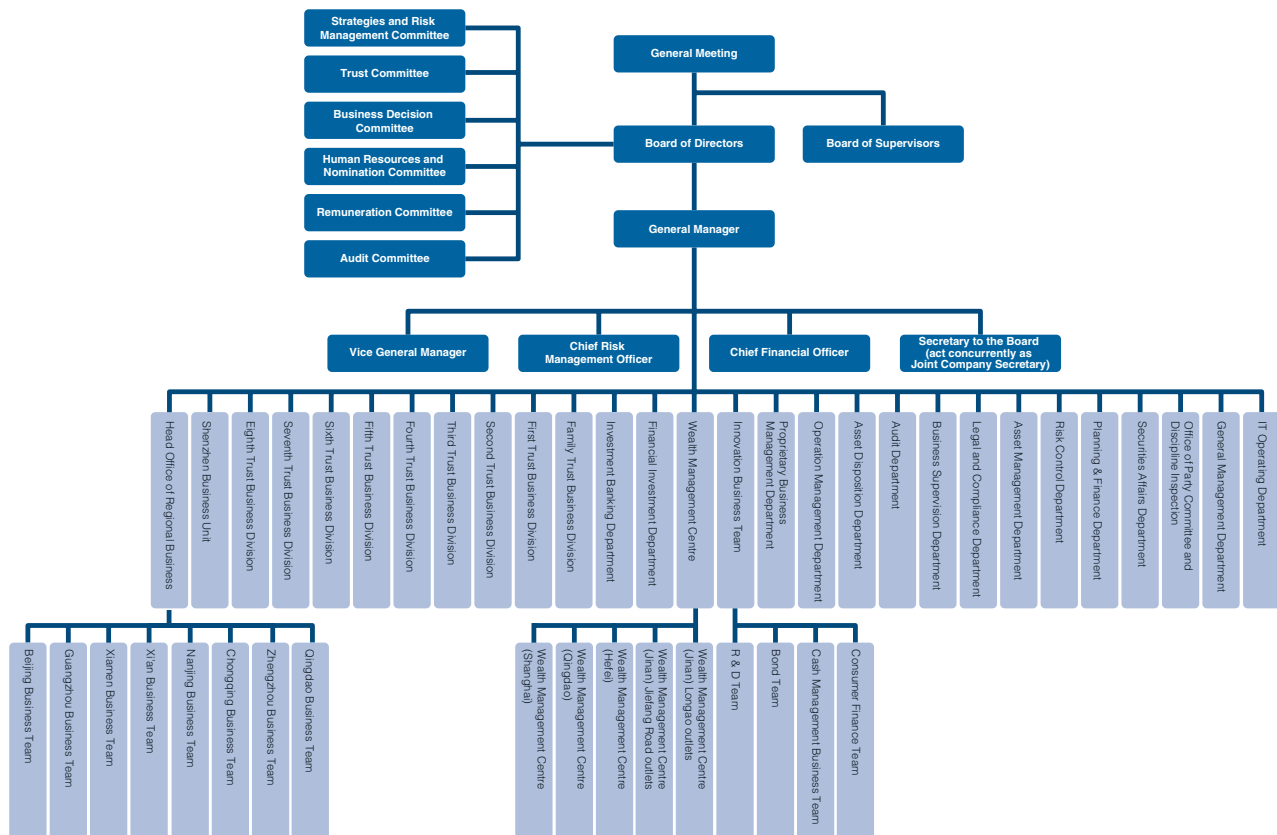 Strategies and Risk
Management Committee
Trust Committee
Business Decision
Committee
Human Resources and
Nomination Committee
Remuneration Committee
Audit Committee
General Meeting
Board of Directors
Board of Supervisors
General Manager
Vice General Manager
Chief Risk
Management Officer
Chief Financial Officer
Secretary to the Board
(act concurrently as
Joint Company Secretary)
Head Office of Regional Business
Shenzhen Business Unit
Eighth Trust Business Division
Seventh Trust Business Division
Sixth Trust Business Division
Fifth Trust Business Division
Fourth Trust Business Division
Third Trust Business Division
Second Trust Business Division
First Trust Business Division
Family Trust Business Division
Investment Banking Department
Financial Investment Department
Wealth Management Centre
Innovation Business Team
Proprietary Business
Management Department
Operation Management Department
Asset Disposition Department
Audit Department
Business Supervision Department
Legal and Compliance Department
Asset Management Department
Risk Control Department
Planning & Finance Department
Securities Affairs Department
Office of Party Committee and
Discipline Inspection
General Management Department
IT Operating Department
Beijing Business Team
Guangzhou Business Team
Xiamen Business Team
Xi'an Business Team
Nanjing Business Team
Chongqing Business Team
Zhengzhou Business Team
Qingdao Business Team
Wealth Management Centre
(Shanghai)
Wealth Management Centre
(Qingdao)
Wealth Management Centre
(Hefei)
Wealth Management Centre
(Jinan) Jiefang Road outlets
Wealth Management Centre
(Jinan) Longao outlets
R & D Team
Bond Team
Cash Management Business Team
Consumer Finance Team